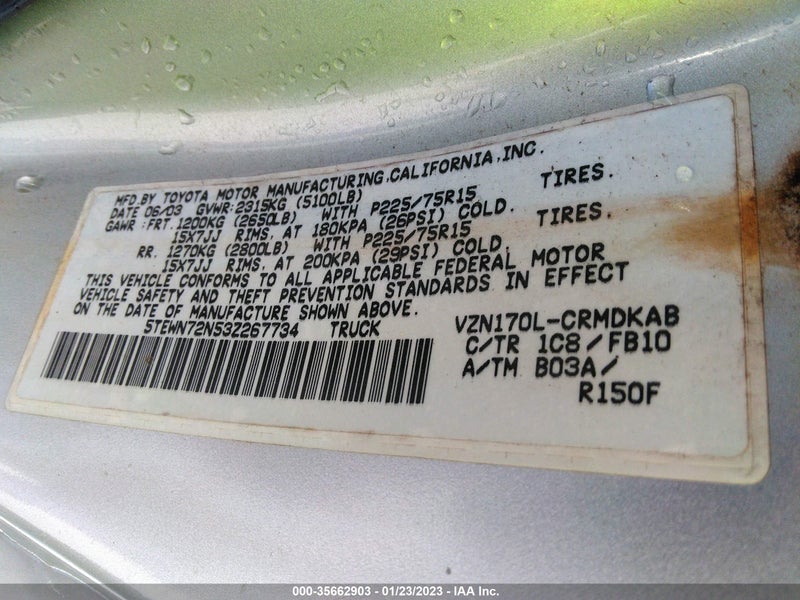 MFD.BY TOYOTA MOTOR MANUFACTURING,CALIFORNIA,INC.
DATE 06/03 GVWR:2315KG (5100LB)
GAWR:FRT.1200KG (2650LB) WITH P225/75R15 TIRES.
15X7JJ RIMS, AT 180KPA (26PSI) COLD.
RR. 1270KG (2800LB) WITH P225/75R15 TIRES.
15X7JJ RIMS, AT 200KPA (29PSI) COLD.
THIS VEHICLE CONFORMS TO ALL APPLICABLE FEDERAL MOTOR
VEHICLE SAFETY AND THEFT PREVENTION STANDARDS IN EFFECT
ON THE DATE OF MANUFACTURE SHOWN ABOVE.
5TEWN72N53Z267734 TRUCK
VZN170L-CRMDKAB
C/TR 1C8/FB10
A/TM B03A/
R150F
000-35662903 - 01/23/2023 - IAA Inc.